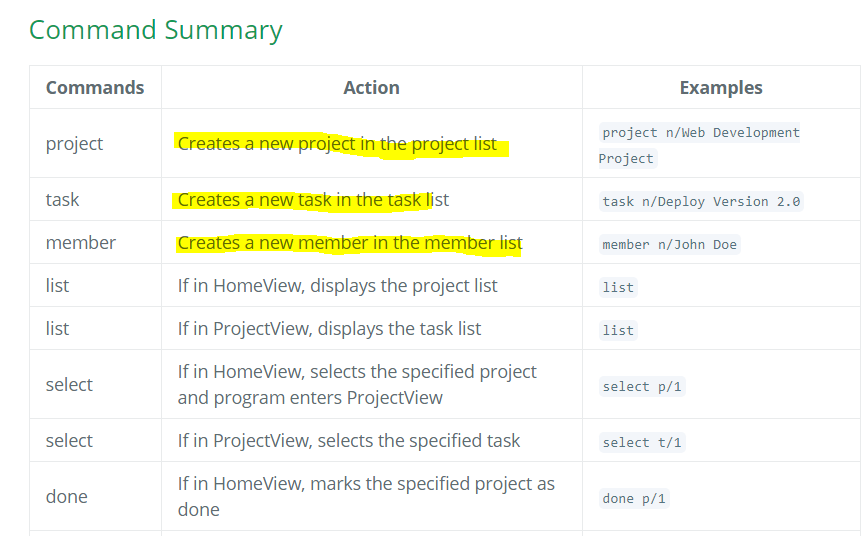 Command Summary
Commands Action Examples
project Creates a new project in the project list project n/Web Development
Project
task Creates a new task in the task list task n/Deploy Version 2.0
member Creates a new member in the member list member n/John Doe
list If in HomeView, displays the project list list
list If in ProjectView, displays the task list list
select If in HomeView, selects the specified project
and program enters ProjectView select p/1
select If in ProjectView, selects the specified task select t/1
done If in HomeView, marks the specified project as
done done p/1